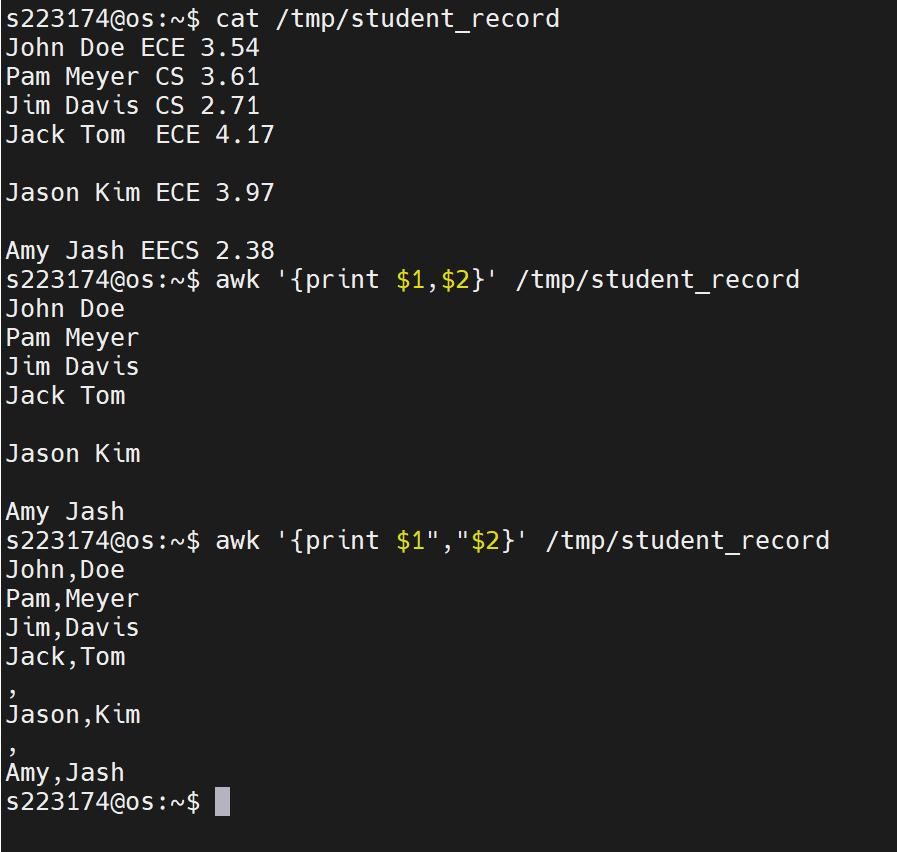 s223174@os:~$ cat /tmp/student_record
John Doe ECE 3.54
Pam Meyer CS 3.61
Jim Davis CS 2.71
Jack Tom  ECE 4.17

Jason Kim ECE 3.97

Amy Jash EECS 2.38
s223174@os:~$ awk '{print $1,$2}' /tmp/student_record
John Doe
Pam Meyer
Jim Davis
Jack Tom

Jason Kim

Amy Jash
s223174@os:~$ awk '{print $1","$2}' /tmp/student_record
John,Doe
Pam,Meyer
Jim,Davis
Jack,Tom
,
Jason,Kim
,
Amy,Jash
s223174@os:~$